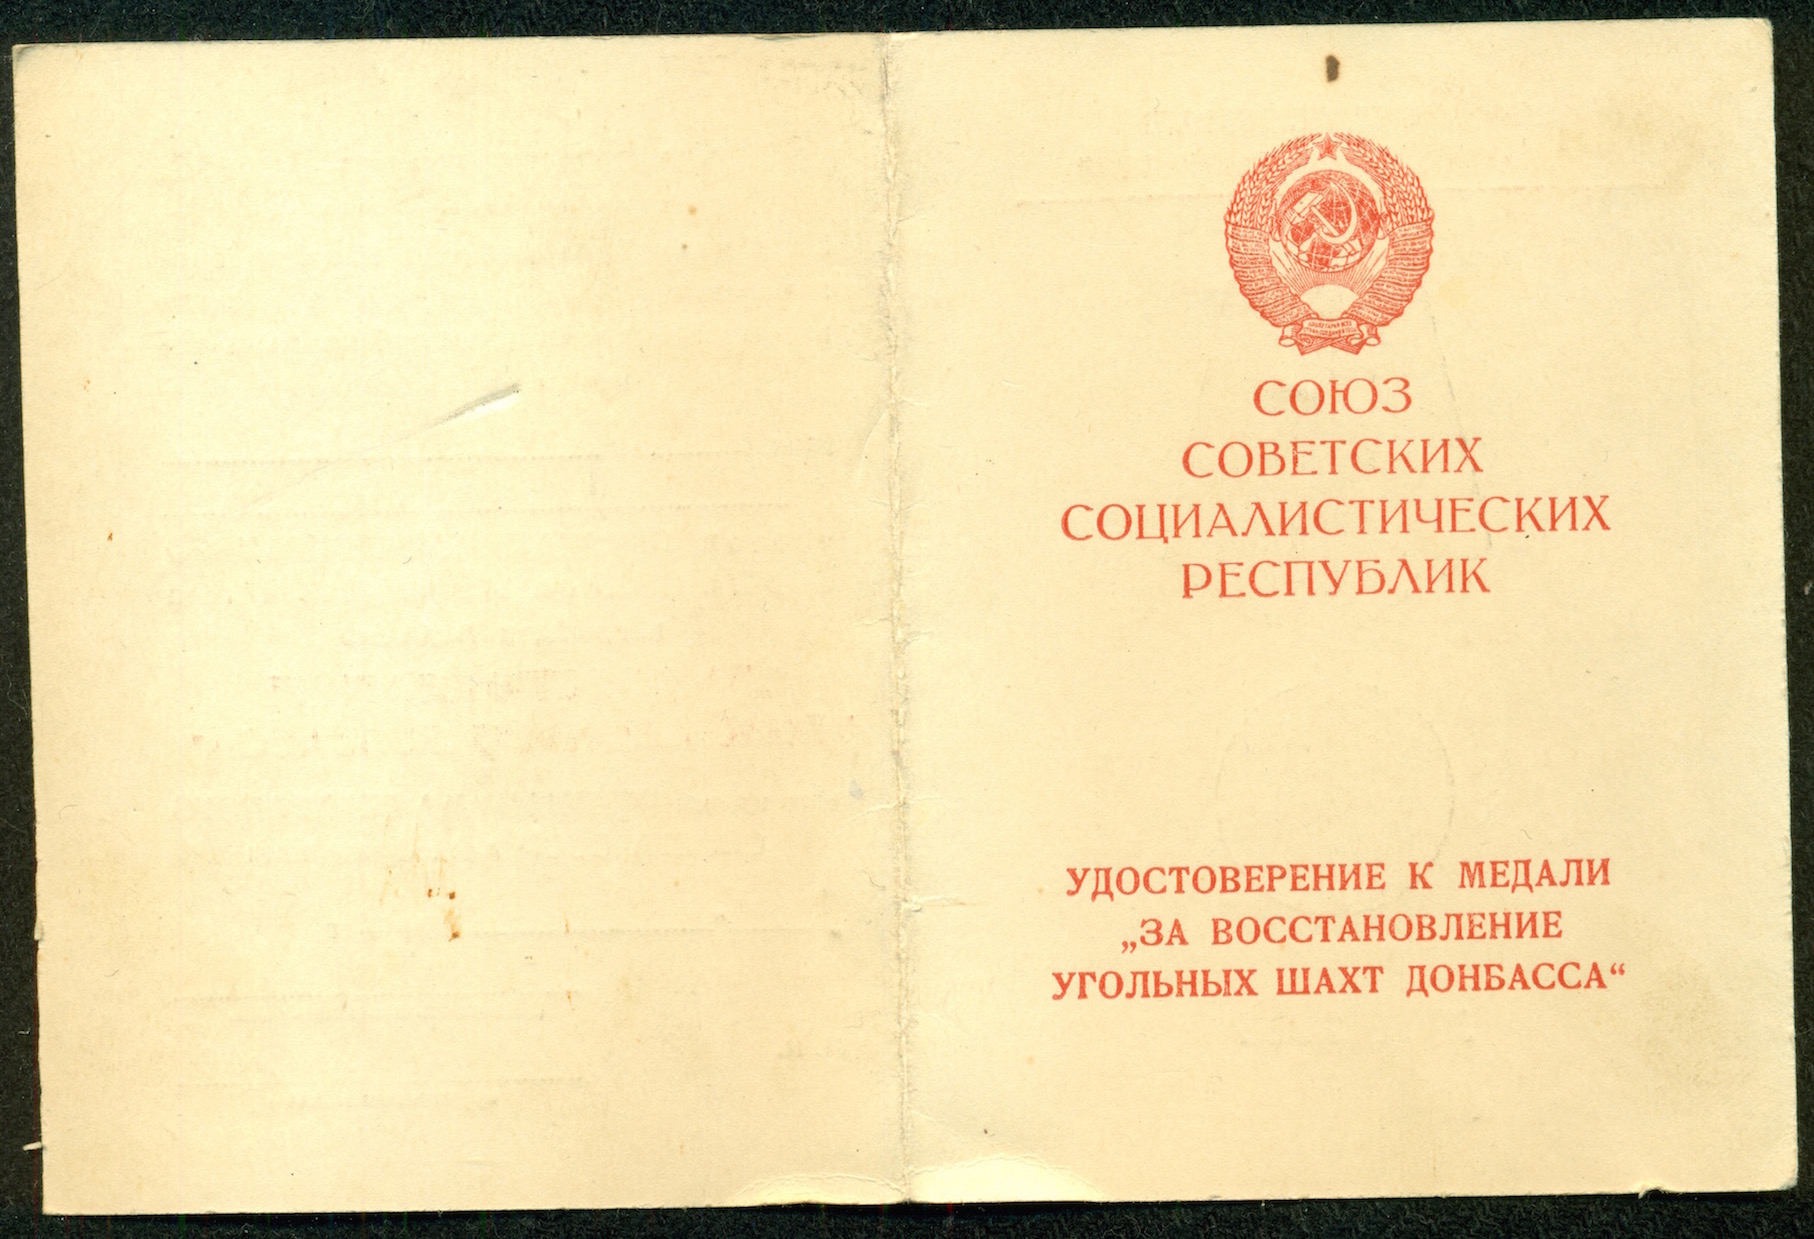 СОЮЗ
СОВЕТСКИХ
СОЦИАЛИСТИЧЕСКИХ
РЕСПУБЛИК
УДОСТОВЕРЕНИЕ К МЕДАЛИ
„ЗА ВОССТАНОВЛЕНИЕ
УГОЛЬНЫХ ШАХТ ДОНБАССА“